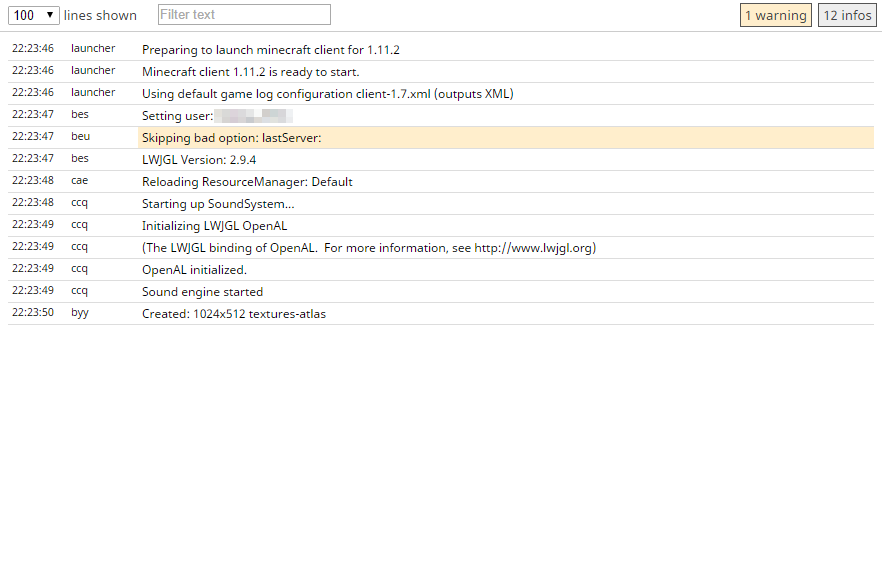 100 lines shown Filter text 1 warning 12 infos
22:23:46 launcher Preparing to launch minecraft client for 1.11.2
22:23:46 launcher Minecraft client 1.11.2 is ready to start.
22:23:46 launcher Using default game log configuration client-1.7.xml (outputs XML)
22:23:47 bes Setting user:
22:23:47 beu Skipping bad option: lastServer:
22:23:47 bes LWJGL Version: 2.9.4
22:23:48 cae Reloading ResourceManager: Default
22:23:48 ccq Starting up SoundSystem...
22:23:49 ccq Initializing LWJGL OpenAL
22:23:49 ccq (The LWJGL binding of OpenAL.  For more information, see http://www.lwjgl.org)
22:23:49 ccq OpenAL initialized.
22:23:49 ccq Sound engine started
22:23:50 byy Created: 1024x512 textures-atlas